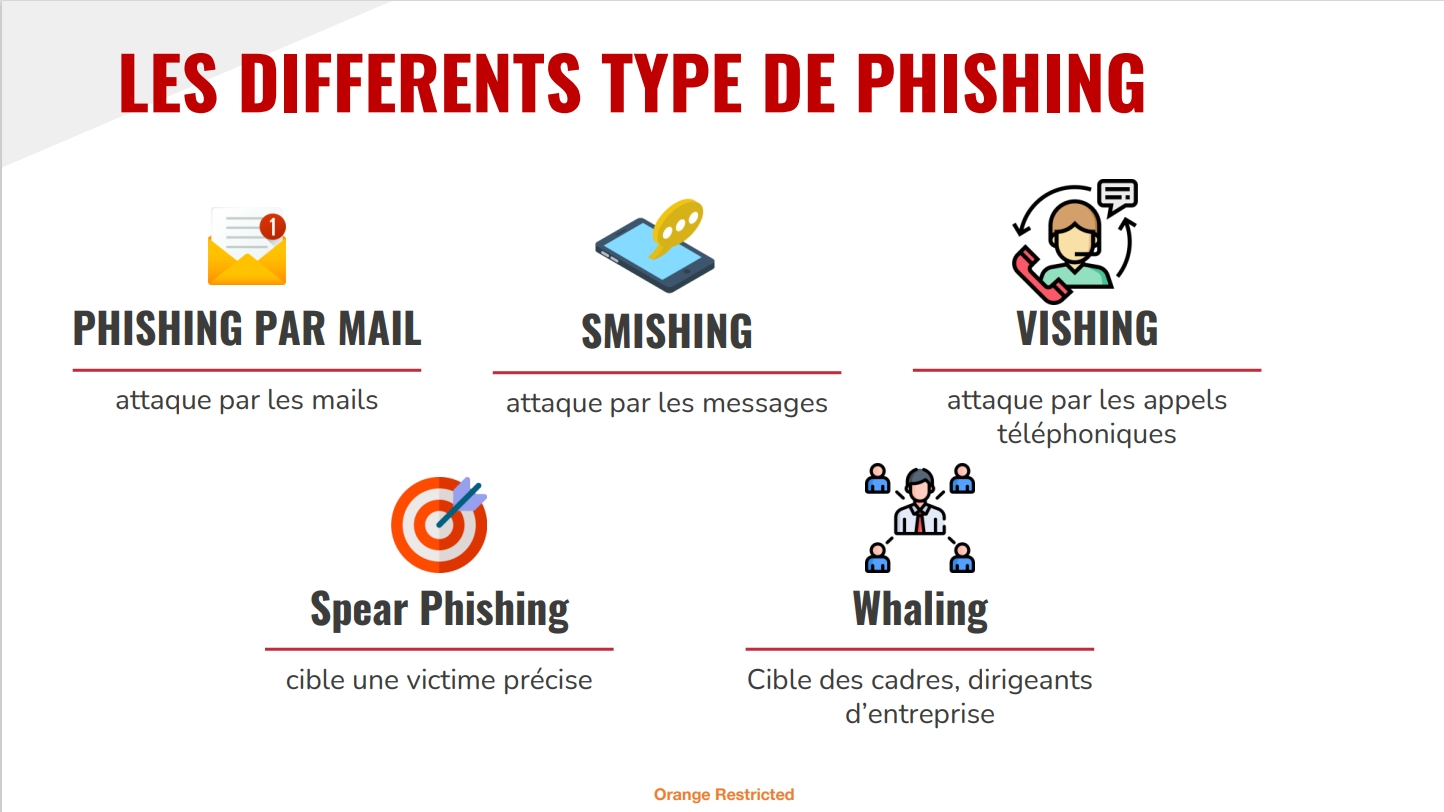 LES DIFFERENTS TYPE DE PHISHING
1
PHISHING PAR MAIL
attaque par les mails
SMISHING
attaque par les messages
VISHING
attaque par les appels
téléphoniques
Spear Phishing
cible une victime précise
Whaling
Cible des cadres, dirigeants
d’entreprise
Orange Restricted